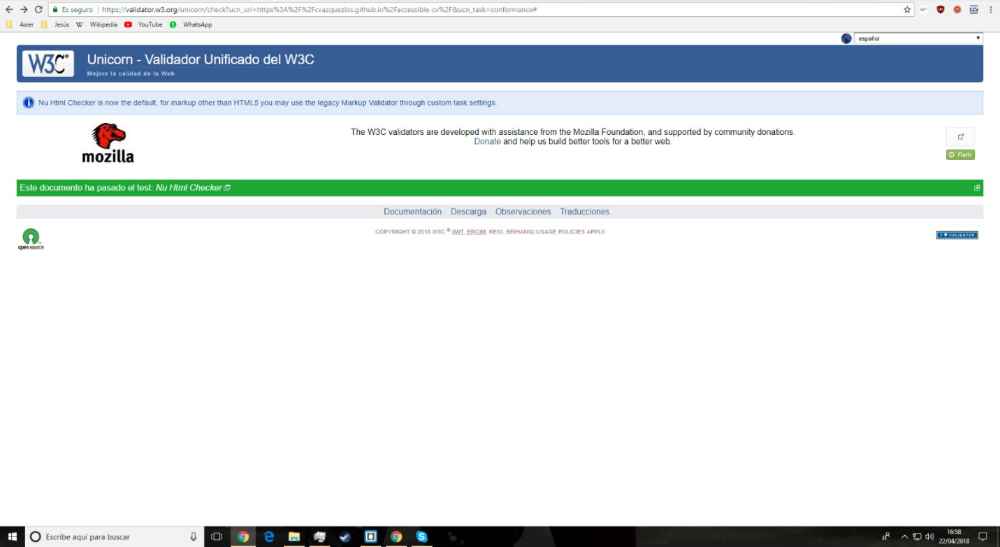 Es seguro | https://validator.w3.org/unicorn/check?ucn_uri=https%3A%2F%2Fcvazquezlos.github.io%2Faccessible-cv%2F&ucn_task=conformance#
Asier Jesús W Wikipedia YouTube 1 WhatsApp
español
W3C® Unicorn - Validador Unificado del W3C
Mejore la calidad de la Web
Nu Html Checker is now the default, for markup other than HTML5 you may use the legacy Markup Validator through custom task settings.
mozilla
The W3C validators are developed with assistance from the Mozilla Foundation, and supported by community donations.
Donate and help us build better tools for a better web.
Flattr
Este documento ha pasado el test: Nu Html Checker
Documentación Descarga Observaciones Traducciones
open source
COPYRIGHT © 2018 W3C ® (MIT, ERCIM, KEIO, BEIHANG) USAGE POLICIES APPLY.
I ♥ VALIDATOR
Escribe aquí para buscar
16:58
22/04/2018